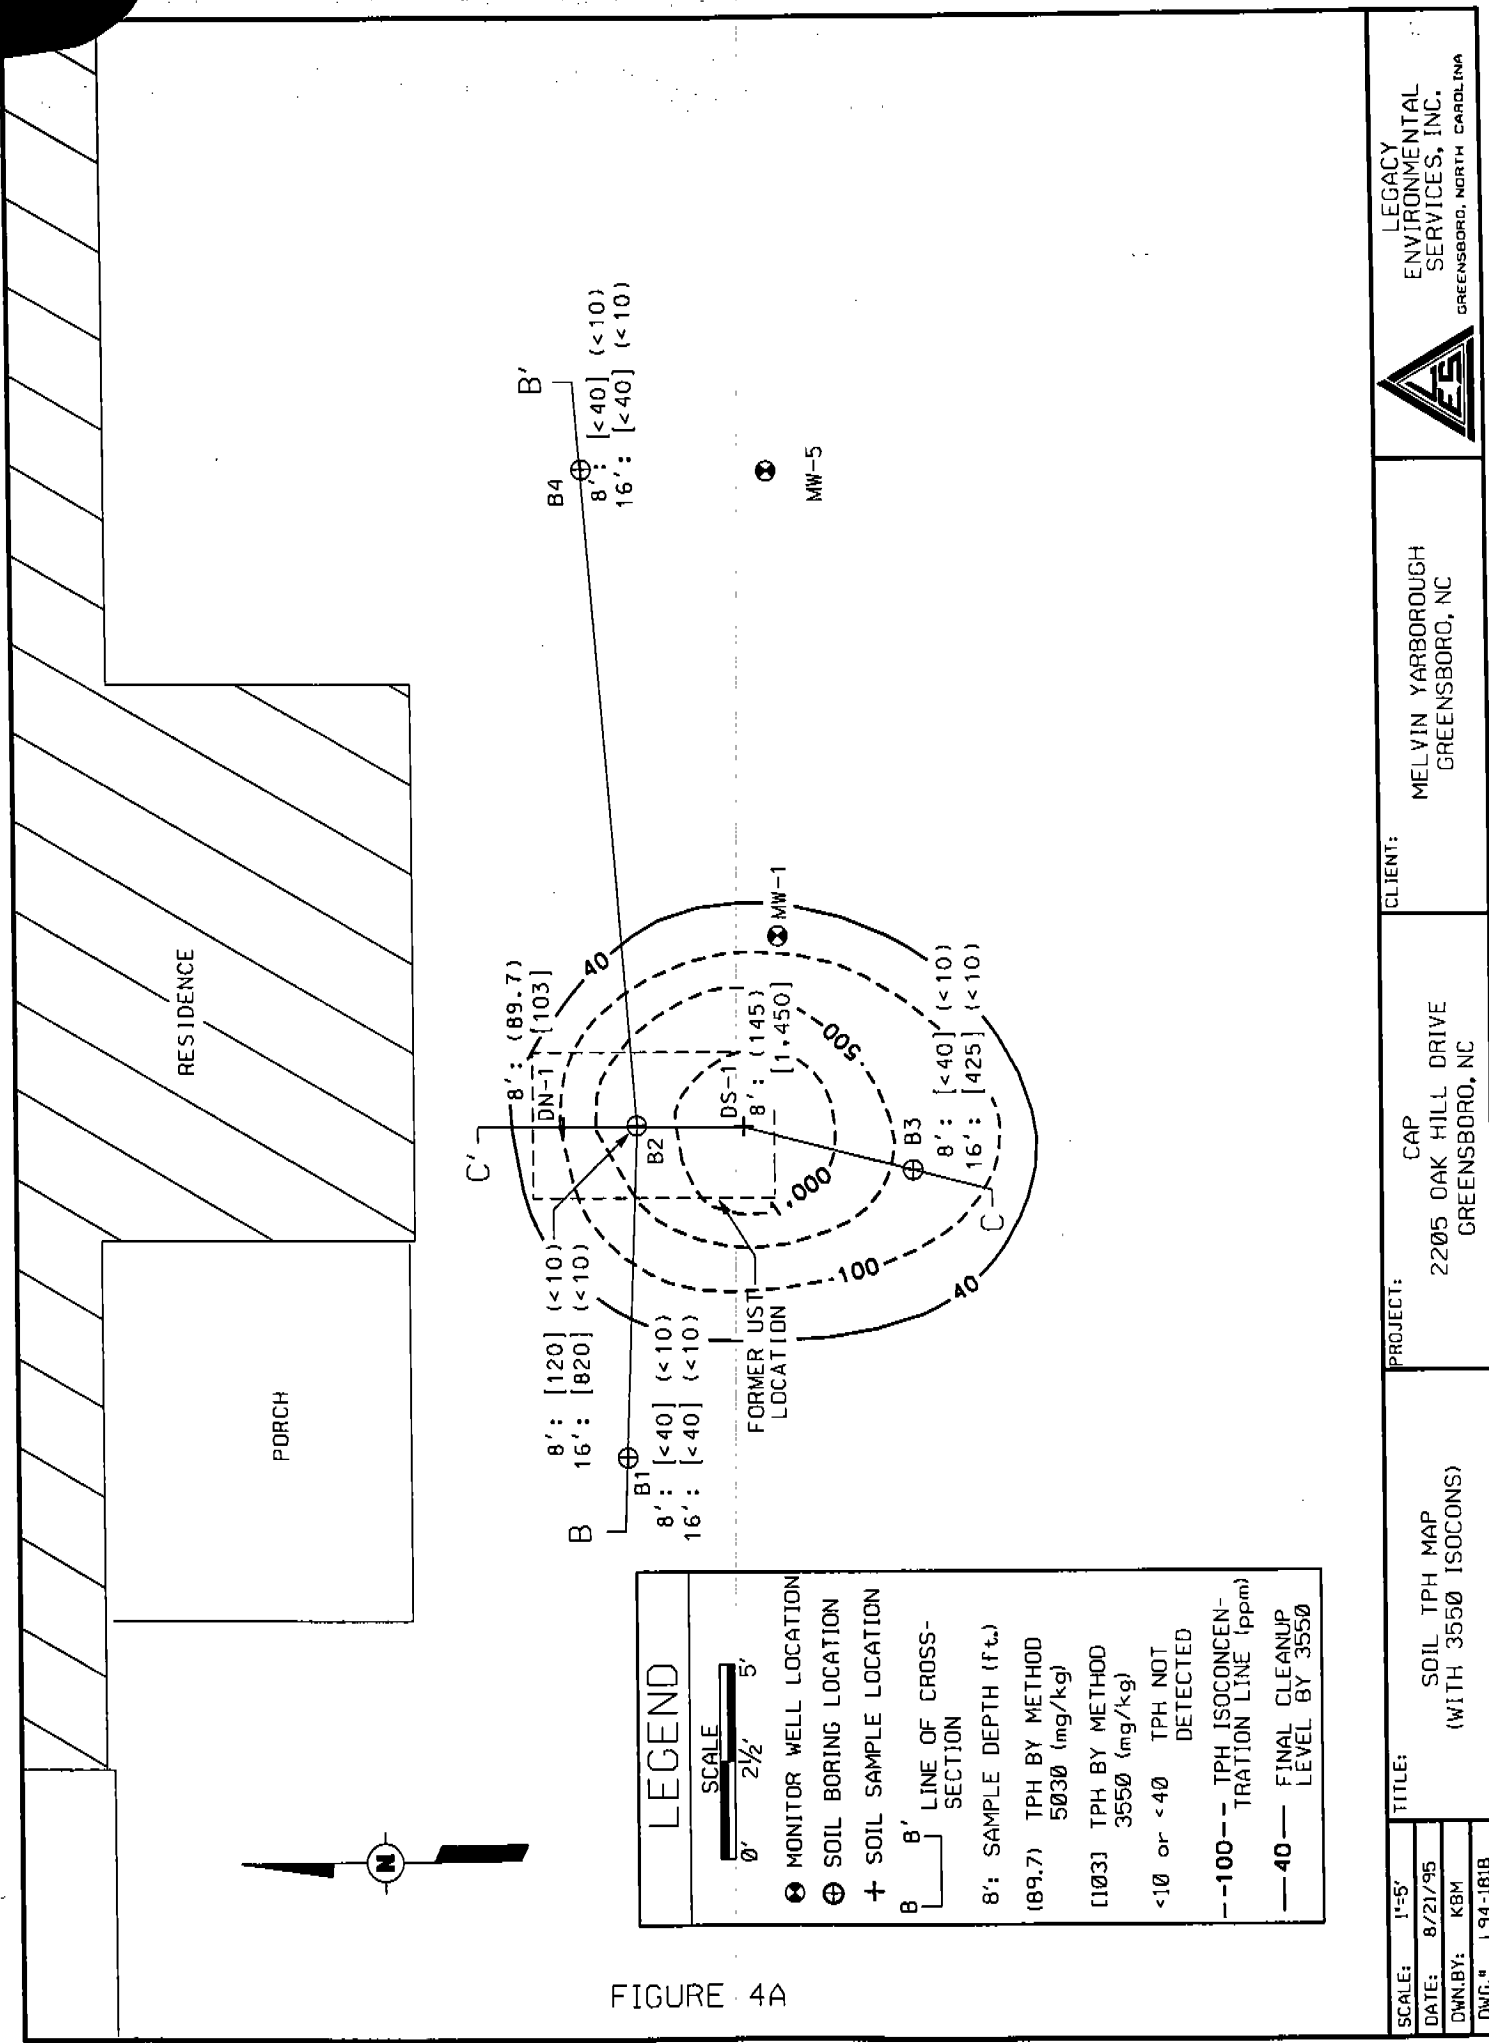 RESIDENCE
PORCH
N
C'
8': (89.7)
[103]
DN-1
40
B'
B4
8': [<40] (<10)
16': [<40] (<10)
MW-5
8': [120] (<10)
16': [820] (<10)
B2
B
B1
8': [<40] (<10)
16': [<40] (<10)
DS-1
8': (145)
[1,450]
MW-1
FORMER UST
LOCATION
1,000
500
100
40
B3
8': [<40] (<10)
16': [425] (<10)
C
LEGEND
SCALE
0' 2½' 5'
MONITOR WELL LOCATION
SOIL BORING LOCATION
+ SOIL SAMPLE LOCATION
B B' LINE OF CROSS-
SECTION
8': SAMPLE DEPTH (ft.)
(89.7) TPH BY METHOD
5030 (mg/kg)
[103] TPH BY METHOD
3550 (mg/kg)
<10 or <40 TPH NOT
DETECTED
--100-- TPH ISOCONCEN-
TRATION LINE (ppm)
—40— FINAL CLEANUP
LEVEL BY 3550
FIGURE 4A
SCALE: 1"=5'
DATE: 8/21/95
DWN.BY: KBM
DWG.# L94-181B
TITLE:
SOIL TPH MAP
(WITH 3550 ISOCONS)
PROJECT:
CAP
2205 OAK HILL DRIVE
GREENSBORO, NC
CLIENT:
MELVIN YARBOROUGH
GREENSBORO, NC
LES
LEGACY
ENVIRONMENTAL
SERVICES, INC.
GREENSBORO, NORTH CAROLINA